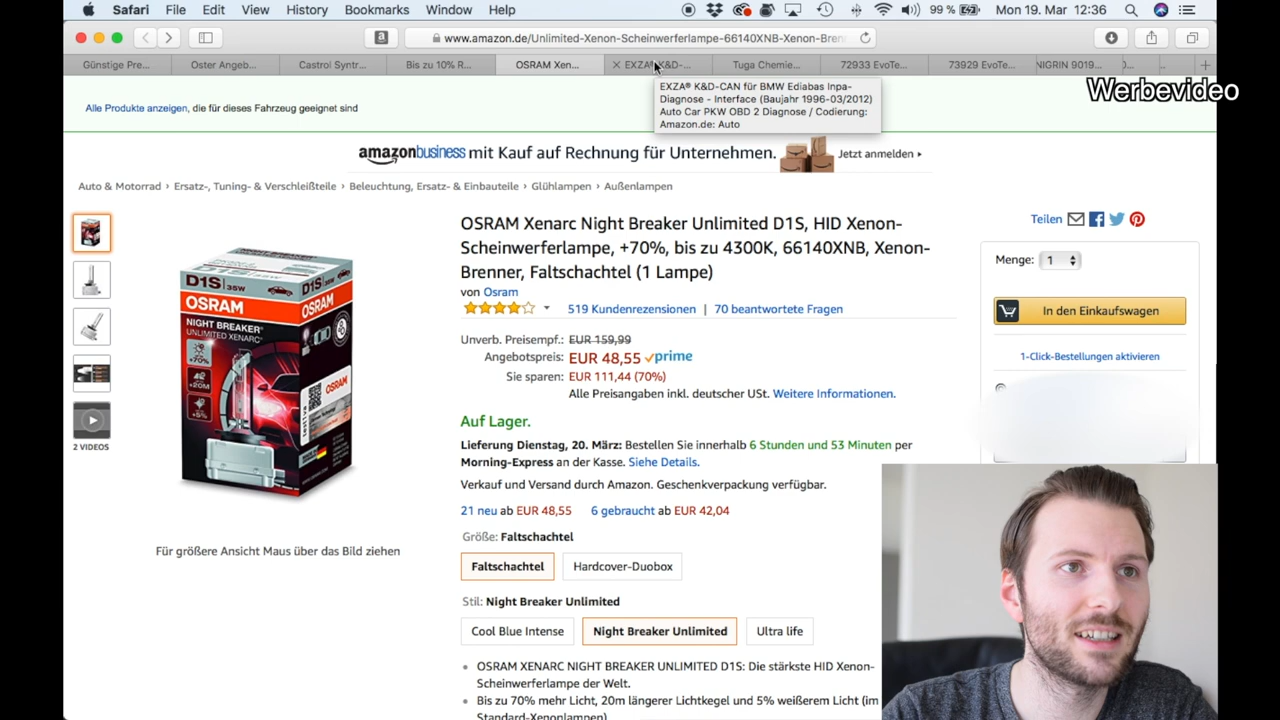 Safari File Edit View History Bookmarks Window Help 99 % Mon 19. Mar 12:36
www.amazon.de/Unlimited-Xenon-Scheinwerferlampe-66140XNB-Xenon-Bren
Günstige Pre... Oster Angeb... Castrol Syntr... Bis zu 10% R... OSRAM Xen... EXZA® K&D-... Tuga Chemie... 72933 EvoTe... 73929 EvoTe... NIGRIN 9019...
Werbevideo
EXZA® K&D-CAN für BMW Ediabas Inpa-
Diagnose - Interface (Baujahr 1996-03/2012)
Auto Car PKW OBD 2 Diagnose / Codierung:
Amazon.de: Auto
Alle Produkte anzeigen, die für dieses Fahrzeug geeignet sind
amazonbusiness mit Kauf auf Rechnung für Unternehmen. Jetzt anmelden ▸
Auto & Motorrad › Ersatz-, Tuning- & Verschleißteile › Beleuchtung, Ersatz- & Einbauteile › Glühlampen › Außenlampen
OSRAM Xenarc Night Breaker Unlimited D1S, HID Xenon-
Scheinwerferlampe, +70%, bis zu 4300K, 66140XNB, Xenon-
Brenner, Faltschachtel (1 Lampe)
von Osram
519 Kundenrezensionen | 70 beantwortete Fragen
Unverb. Preisempf.: EUR 159,99
Angebotspreis: EUR 48,55 prime
Sie sparen: EUR 111,44 (70%)
Alle Preisangaben inkl. deutscher USt. Weitere Informationen.
Auf Lager.
Lieferung Dienstag, 20. März: Bestellen Sie innerhalb 6 Stunden und 53 Minuten per
Morning-Express an der Kasse. Siehe Details.
Verkauf und Versand durch Amazon. Geschenkverpackung verfügbar.
21 neu ab EUR 48,55 6 gebraucht ab EUR 42,04
Größe: Faltschachtel
Faltschachtel Hardcover-Duobox
Stil: Night Breaker Unlimited
Cool Blue Intense Night Breaker Unlimited Ultra life
• OSRAM XENARC NIGHT BREAKER UNLIMITED D1S: Die stärkste HID Xenon-
Scheinwerferlampe der Welt.
• Bis zu 70% mehr Licht, 20m längerer Lichtkegel und 5% weißerem Licht (im
Standard-Xenonlampen)
2 VIDEOS
D1S 35W
D1S 35W
OSRAM
OSRAM
NIGHT BREAKER®
UNLIMITED XENARC®
+70%
+20M
+5%
OSRAM
Für größere Ansicht Maus über das Bild ziehen
Teilen
Menge: 1
In den Einkaufswagen
1-Click-Bestellungen aktivieren